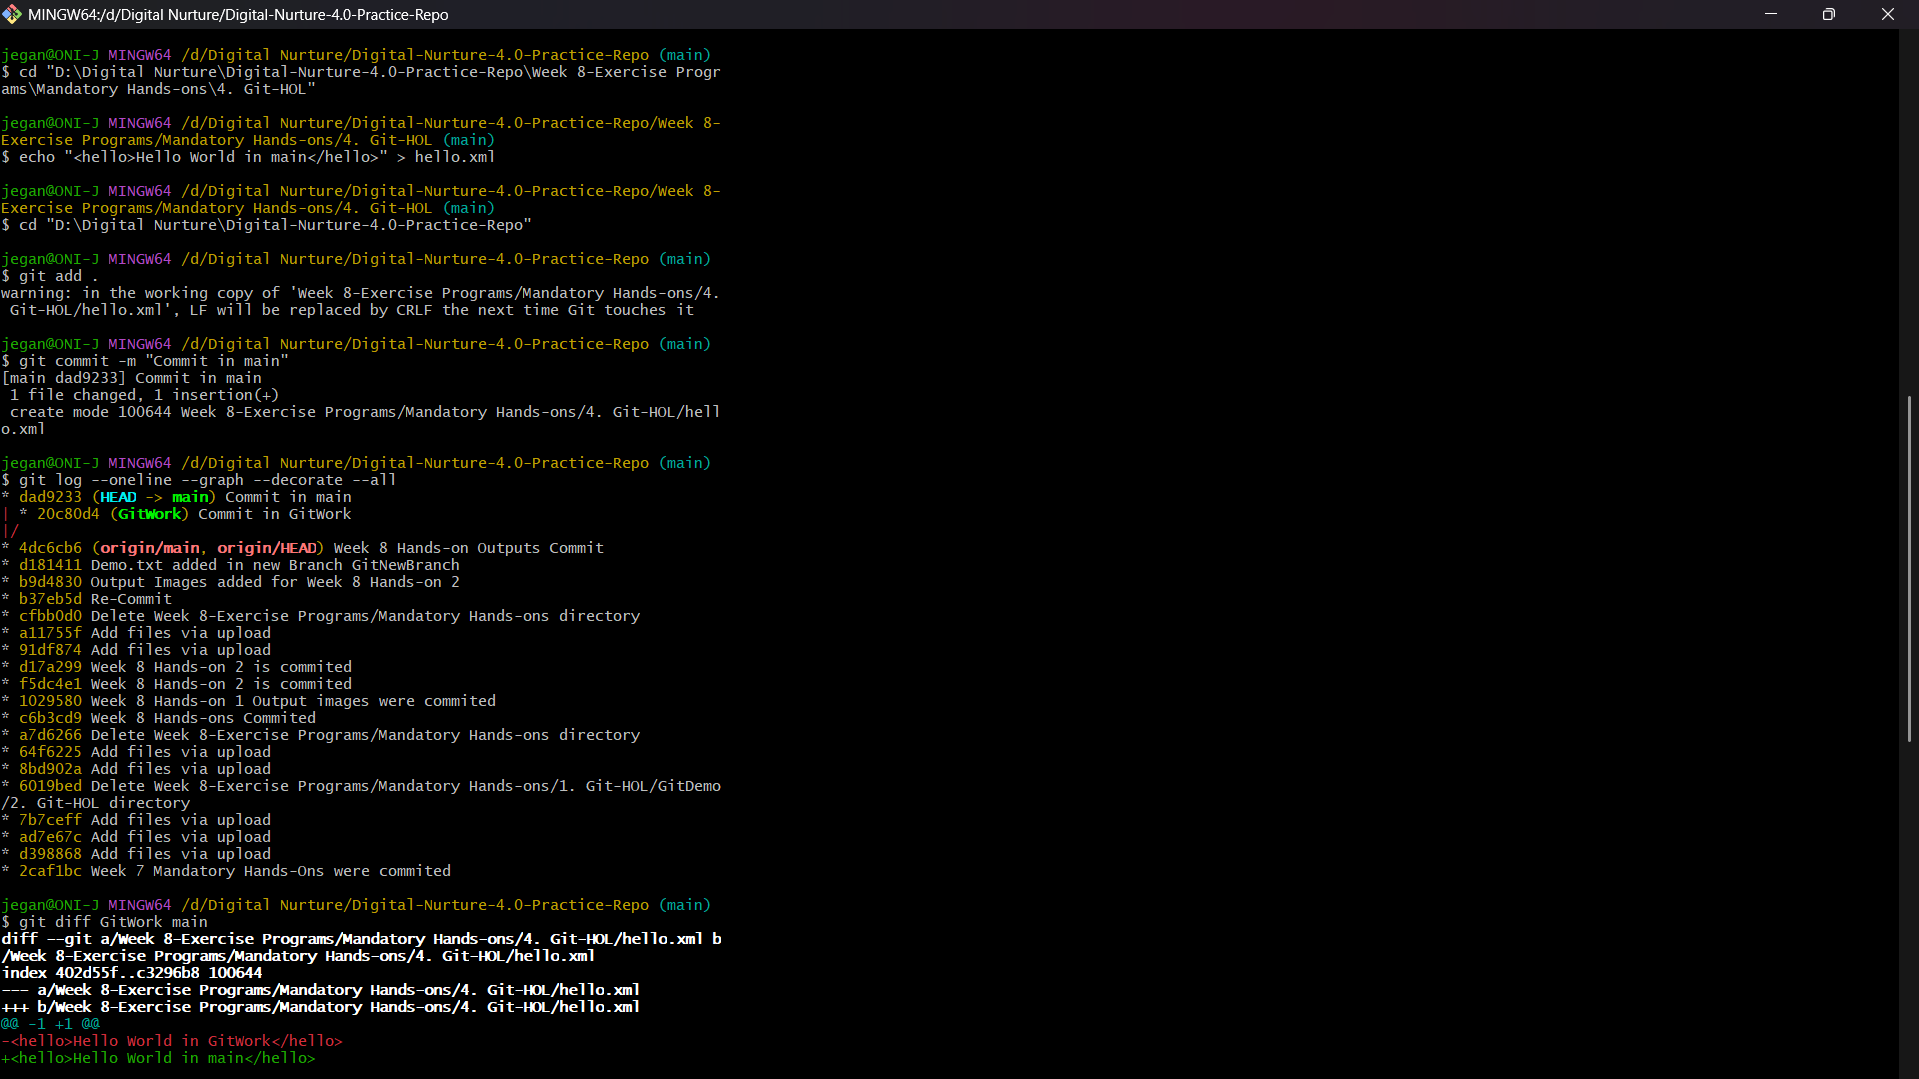 MINGW64:/d/Digital Nurture/Digital-Nurture-4.0-Practice-Repo
jegan@ONI-J MINGW64 /d/Digital Nurture/Digital-Nurture-4.0-Practice-Repo (main)
$ cd "D:\Digital Nurture\Digital-Nurture-4.0-Practice-Repo\Week 8-Exercise Progr
ams\Mandatory Hands-ons\4. Git-HOL"
jegan@ONI-J MINGW64 /d/Digital Nurture/Digital-Nurture-4.0-Practice-Repo/Week 8-
Exercise Programs/Mandatory Hands-ons/4. Git-HOL (main)
$ echo "<hello>Hello World in main</hello>" > hello.xml
jegan@ONI-J MINGW64 /d/Digital Nurture/Digital-Nurture-4.0-Practice-Repo/Week 8-
Exercise Programs/Mandatory Hands-ons/4. Git-HOL (main)
$ cd "D:\Digital Nurture\Digital-Nurture-4.0-Practice-Repo"
jegan@ONI-J MINGW64 /d/Digital Nurture/Digital-Nurture-4.0-Practice-Repo (main)
$ git add .
warning: in the working copy of 'Week 8-Exercise Programs/Mandatory Hands-ons/4.
 Git-HOL/hello.xml', LF will be replaced by CRLF the next time Git touches it
jegan@ONI-J MINGW64 /d/Digital Nurture/Digital-Nurture-4.0-Practice-Repo (main)
$ git commit -m "Commit in main"
[main dad9233] Commit in main
 1 file changed, 1 insertion(+)
 create mode 100644 Week 8-Exercise Programs/Mandatory Hands-ons/4. Git-HOL/hell
o.xml
jegan@ONI-J MINGW64 /d/Digital Nurture/Digital-Nurture-4.0-Practice-Repo (main)
$ git log --oneline --graph --decorate --all
* dad9233 (HEAD -> main) Commit in main
| * 20c80d4 (GitWork) Commit in GitWork
|/
* 4dc6cb6 (origin/main, origin/HEAD) Week 8 Hands-on Outputs Commit
* d181411 Demo.txt added in new Branch GitNewBranch
* b9d4830 Output Images added for Week 8 Hands-on 2
* b37eb5d Re-Commit
* cfbb0d0 Delete Week 8-Exercise Programs/Mandatory Hands-ons directory
* a11755f Add files via upload
* 91df874 Add files via upload
* d17a299 Week 8 Hands-on 2 is commited
* f5dc4e1 Week 8 Hands-on 2 is commited
* 1029580 Week 8 Hands-on 1 Output images were commited
* c6b3cd9 Week 8 Hands-ons Commited
* a7d6266 Delete Week 8-Exercise Programs/Mandatory Hands-ons directory
* 64f6225 Add files via upload
* 8bd902a Add files via upload
* 6019bed Delete Week 8-Exercise Programs/Mandatory Hands-ons/1. Git-HOL/GitDemo
/2. Git-HOL directory
* 7b7ceff Add files via upload
* ad7e67c Add files via upload
* d398868 Add files via upload
* 2caf1bc Week 7 Mandatory Hands-Ons were commited
jegan@ONI-J MINGW64 /d/Digital Nurture/Digital-Nurture-4.0-Practice-Repo (main)
$ git diff GitWork main
diff --git a/Week 8-Exercise Programs/Mandatory Hands-ons/4. Git-HOL/hello.xml b
/Week 8-Exercise Programs/Mandatory Hands-ons/4. Git-HOL/hello.xml
index 402d55f..c3296b8 100644
--- a/Week 8-Exercise Programs/Mandatory Hands-ons/4. Git-HOL/hello.xml
+++ b/Week 8-Exercise Programs/Mandatory Hands-ons/4. Git-HOL/hello.xml
@@ -1 +1 @@
-<hello>Hello World in GitWork</hello>
+<hello>Hello World in main</hello>